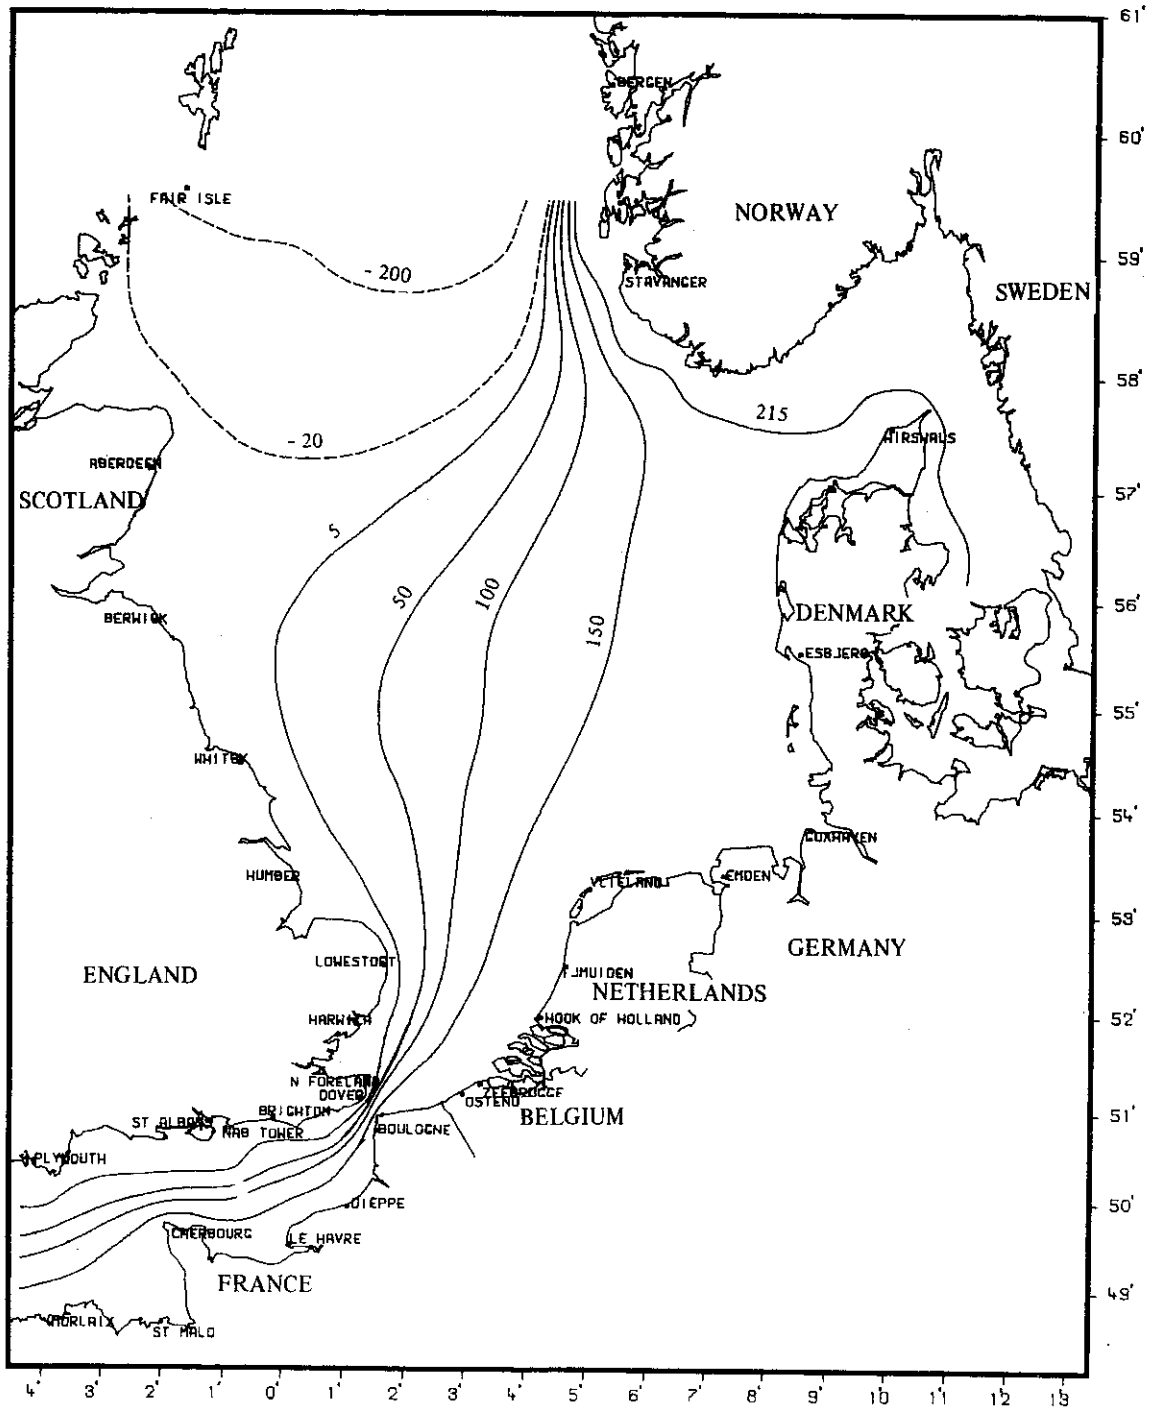 61'
BERGEN
60'
FAIR ISLE
NORWAY
59'
- 200
STAVANGER
SWEDEN
58'
215
- 20
HIRSHALS
ABERDEEN
SCOTLAND
57'
5
50
100
56'
BERWICK
DENMARK
150
ESBJERG
55'
WHITBY
54'
CUXHAVEN
HUMBER
EMDEN
VLIELAND
53'
GERMANY
LOWESTOFT
ENGLAND
IJMUIDEN
NETHERLANDS
HARWICH
HOOK OF HOLLAND
52'
N FORELAND
DOVER
ZEEBRUGGE
OSTEND
BRIGHTON
BELGIUM
51'
ST ALBANS
NAB TOWER
BOULOGNE
PLYMOUTH
DIEPPE
50'
CHERBOURG
LE HAVRE
FRANCE
49'
MORLAIX
ST MALO
4' 3' 2' 1' 0' 1' 2' 3' 4' 5' 6' 7' 8' 9' 10 11' 12 13